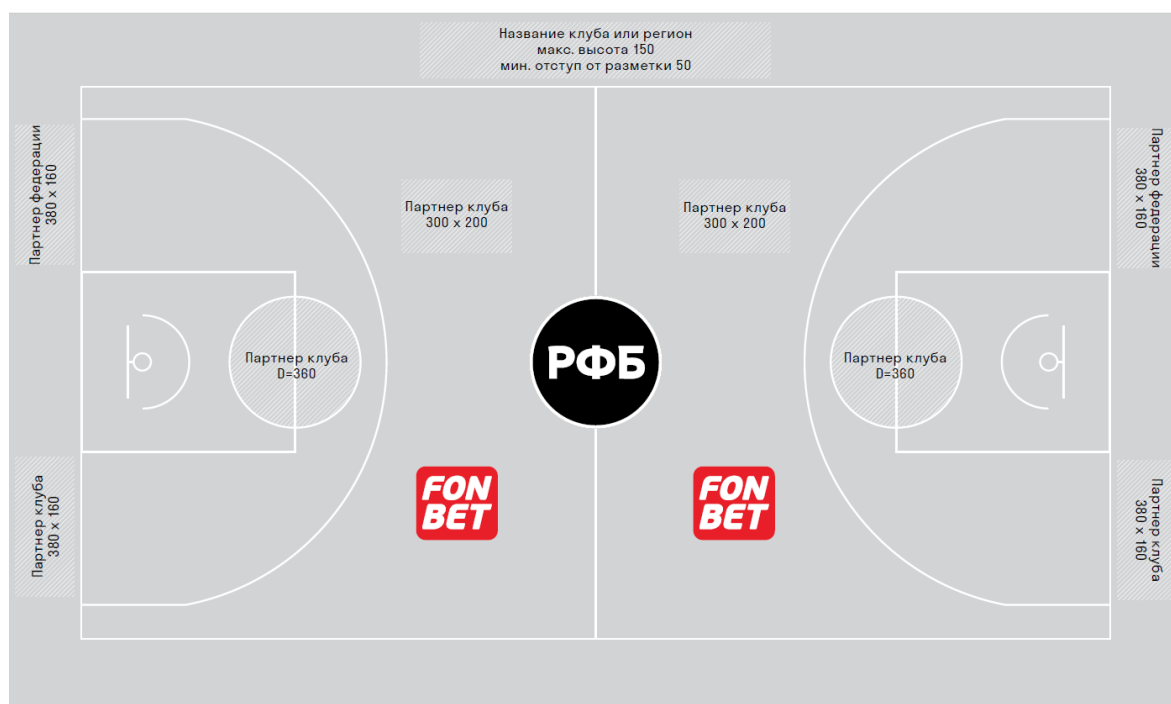 Название клуба или регион
макс. высота 150
мин. отступ от разметки 50
Партнер федерации
380 x 160
Партнер федерации
380 x 160
Партнер клуба
300 x 200
Партнер клуба
300 x 200
Партнер клуба
D=360
РФБ
Партнер клуба
D=360
Партнер клуба
380 x 160
FON
BET
FON
BET
Партнер клуба
380 x 160